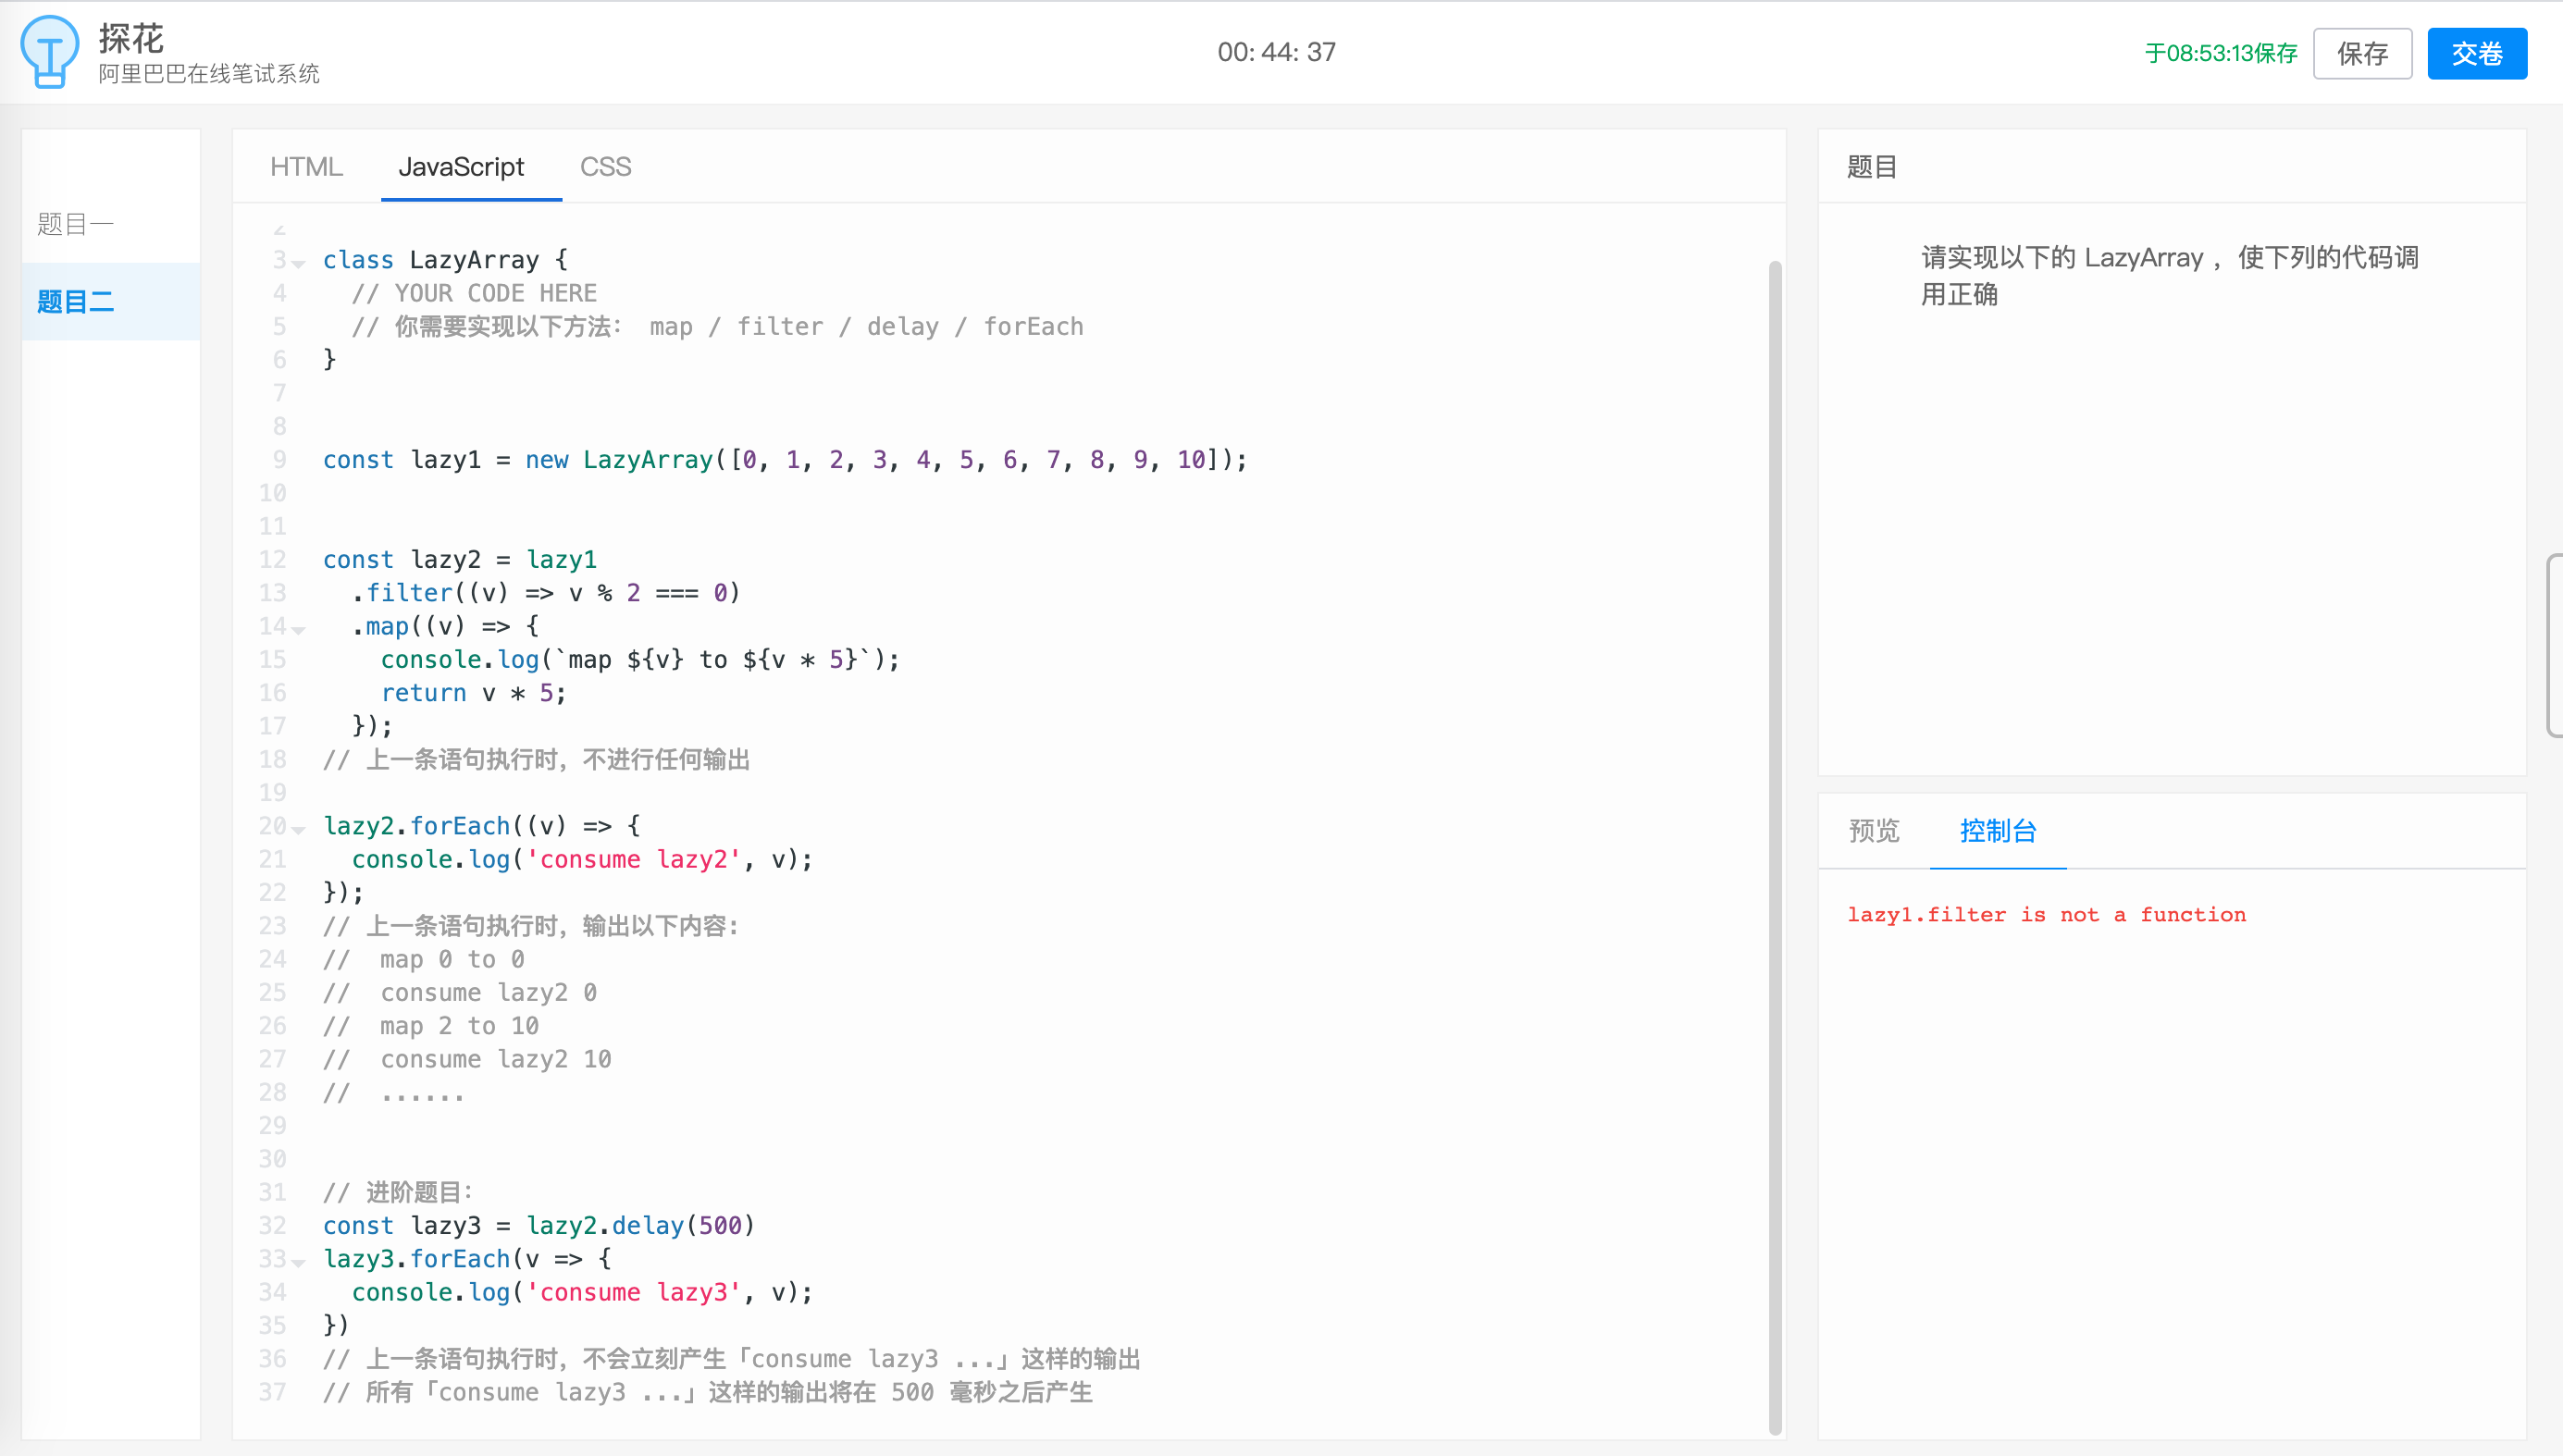 探花
阿里巴巴在线笔试系统
00: 44: 37
于08:53:13保存
保存
交卷
题目一
题目二
HTML
JavaScript
CSS
2
3 class LazyArray {
4 // YOUR CODE HERE
5 // 你需要实现以下方法： map / filter / delay / forEach
6 }
7
8
9 const lazy1 = new LazyArray([0, 1, 2, 3, 4, 5, 6, 7, 8, 9, 10]);
10
11
12 const lazy2 = lazy1
13 .filter((v) => v % 2 === 0)
14 .map((v) => {
15 console.log(`map ${v} to ${v * 5}`);
16 return v * 5;
17 });
18 // 上一条语句执行时，不进行任何输出
19
20 lazy2.forEach((v) => {
21 console.log('consume lazy2', v);
22 });
23 // 上一条语句执行时，输出以下内容：
24 // map 0 to 0
25 // consume lazy2 0
26 // map 2 to 10
27 // consume lazy2 10
28 // ......
29
30
31 // 进阶题目：
32 const lazy3 = lazy2.delay(500)
33 lazy3.forEach(v => {
34 console.log('consume lazy3', v);
35 })
36 // 上一条语句执行时，不会立刻产生「consume lazy3 ...」这样的输出
37 // 所有「consume lazy3 ...」这样的输出将在 500 毫秒之后产生
题目
请实现以下的 LazyArray ，使下列的代码调
用正确
预览
控制台
lazy1.filter is not a function